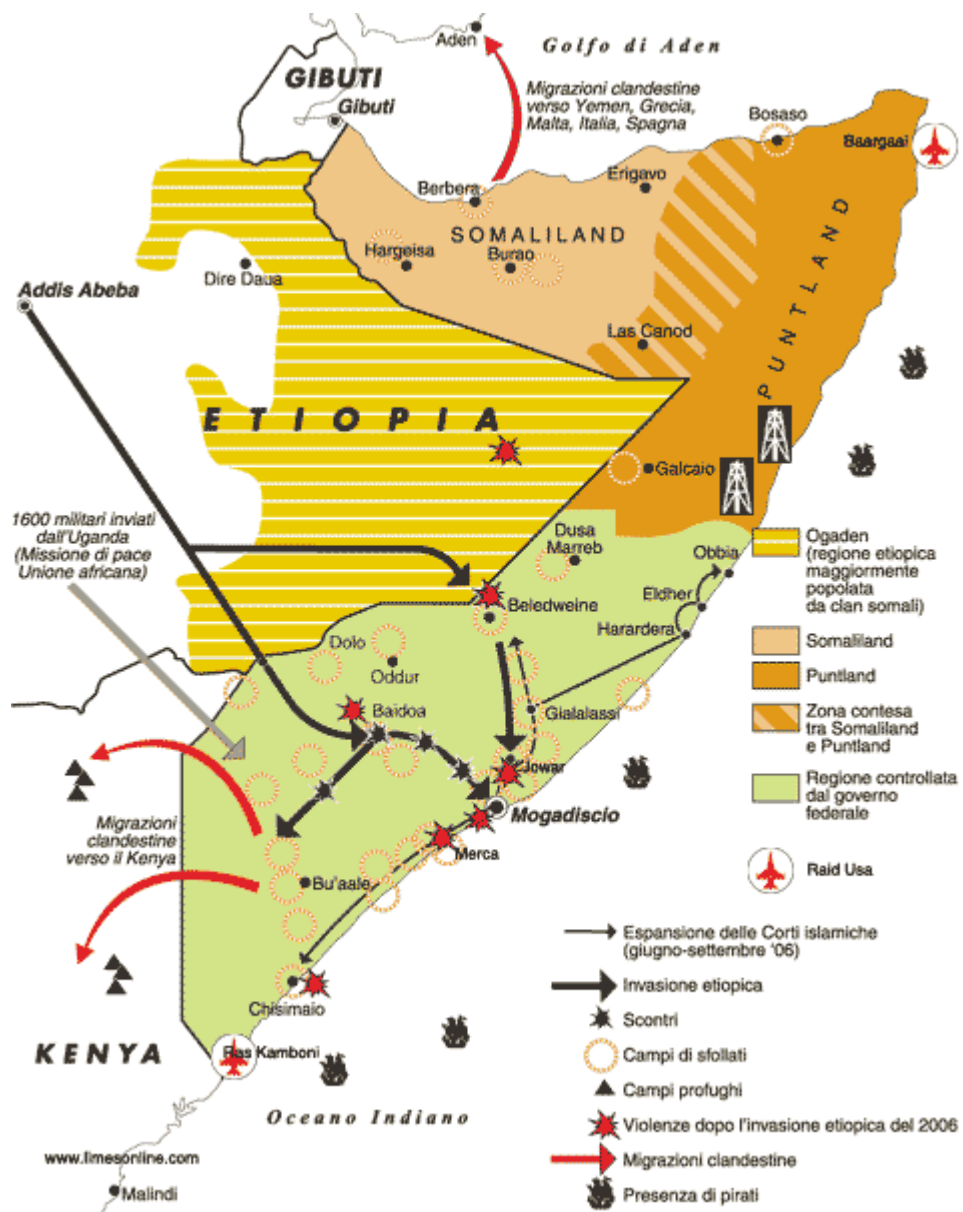 Aden
Golfo di Aden
GIBUTI
Gibuti
Migrazioni clandestine
verso Yemen, Grecia,
Malta, Italia, Spagna
Bosaso
Baargaai
Berbera
Erigavo
SOMALILAND
Hargeisa
Burao
Dire Daua
Addis Abeba
Las Canod
PUNTLAND
ETIOPIA
Galcaio
1600 militari inviati
dall'Uganda
(Missione di pace
Unione africana)
Dusa
Marreb
Obbia
Eldher
Beledweine
Harardera
Dolo
Oddur
Baidoa
Gialalassi
Jowar
Mogadiscio
Merca
Migrazioni
clandestine
verso il Kenya
Bu'aale
Chisimaio
KENYA
Ras Kamboni
Oceano Indiano
www.limesonline.com
Malindi
Ogaden
(regione etiopica
maggiormente
popolata
da clan somali)
Somaliland
Puntland
Zona contesa
tra Somaliland
e Puntland
Regione controllata
dal governo
federale
Raid Usa
Espansione delle Corti islamiche
(giugno-settembre '06)
Invasione etiopica
Scontri
Campi di sfollati
Campi profughi
Violenze dopo l'invasione etiopica del 2006
Migrazioni clandestine
Presenza di pirati